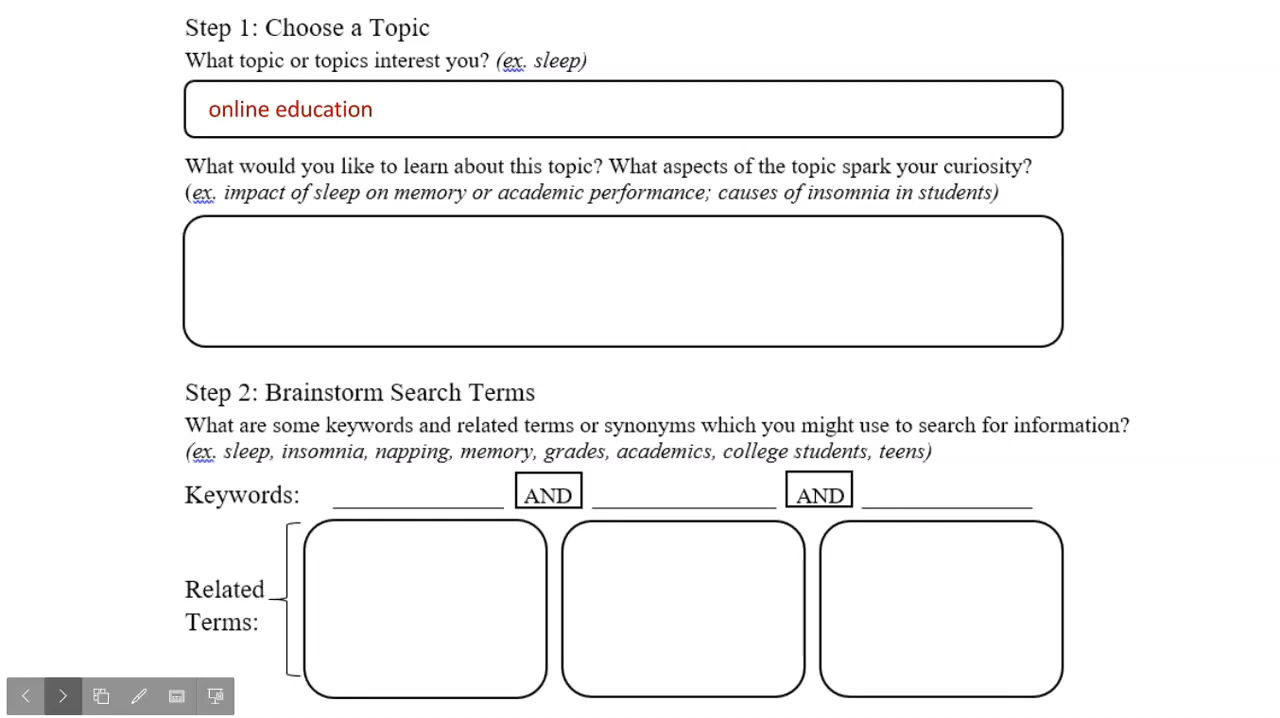 Step 1: Choose a Topic
What topic or topics interest you? (ex. sleep)
online education
What would you like to learn about this topic? What aspects of the topic spark your curiosity?
(ex. impact of sleep on memory or academic performance; causes of insomnia in students)
Step 2: Brainstorm Search Terms
What are some keywords and related terms or synonyms which you might use to search for information?
(ex. sleep, insomnia, napping, memory, grades, academics, college students, teens)
Keywords: AND AND
Related
Terms: